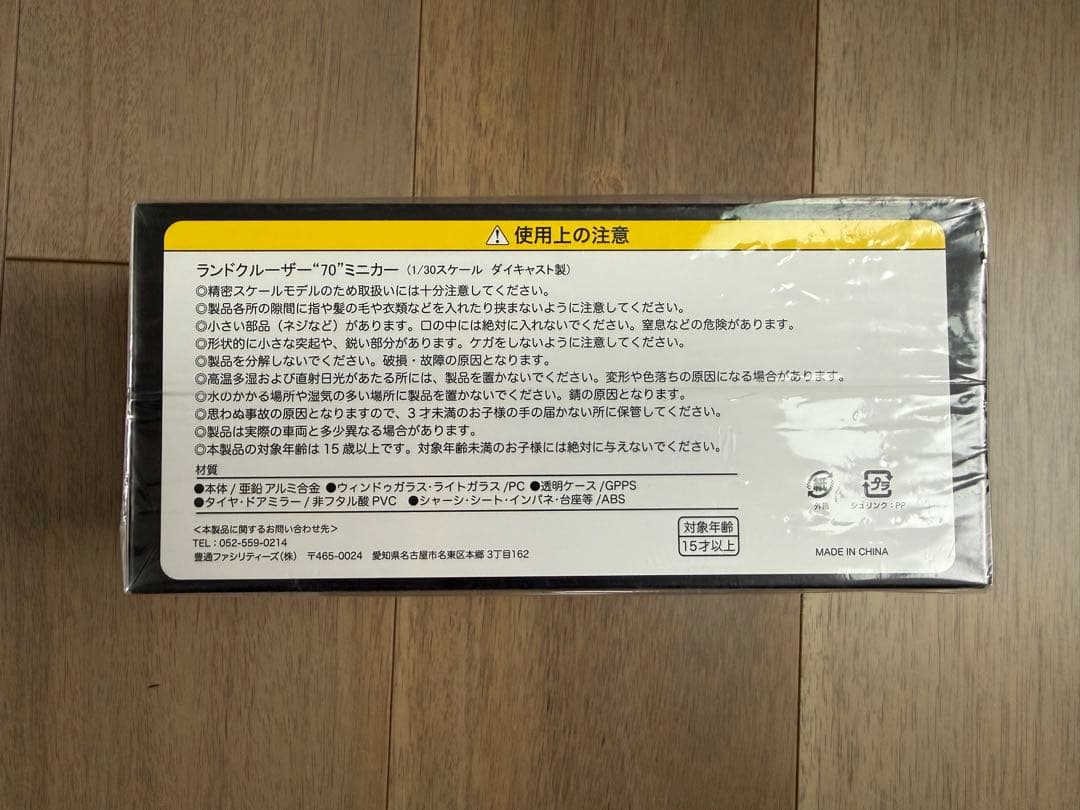 ⚠ 使用上の注意
ランドクルーザー“70”ミニカー（1/30スケール ダイキャスト製）
◎精密スケールモデルのため取扱いには十分注意してください。
◎製品各所の隙間に指や髪の毛や衣類などを入れたり挟まないように注意してください。
◎小さい部品（ネジなど）があります。口の中には絶対に入れないでください。窒息などの危険があります。
◎形状的に小さな突起や、鋭い部分があります。ケガをしないように注意してください。
◎製品を分解しないでください。破損・故障の原因となります。
◎高温多湿および直射日光があたる所には、製品を置かないでください。変形や色落ちの原因になる場合があります。
◎水のかかる場所や湿気の多い場所に製品を置かないでください。錆の原因となります。
◎思わぬ事故の原因となりますので、3才未満のお子様の手の届かない所に保管してください。
◎製品は実際の車両と多少異なる場合があります。
◎本製品の対象年齢は15歳以上です。対象年齢未満のお子様には絶対に与えないでください。
材質
●本体/亜鉛アルミ合金 ●ウィンドゥガラス・ライトガラス/PC ●透明ケース/GPPS
●タイヤ・ドアミラー/非フタル酸PVC ●シャーシ・シート・インパネ・台座等/ABS
＜本製品に関するお問い合わせ先＞
TEL：052-559-0214
豊通ファシリティーズ（株） 〒465-0024 愛知県名古屋市名東区本郷3丁目162
対象年齢
15才以上
紙
外箱
プラ
シュリンク：PP
MADE IN CHINA